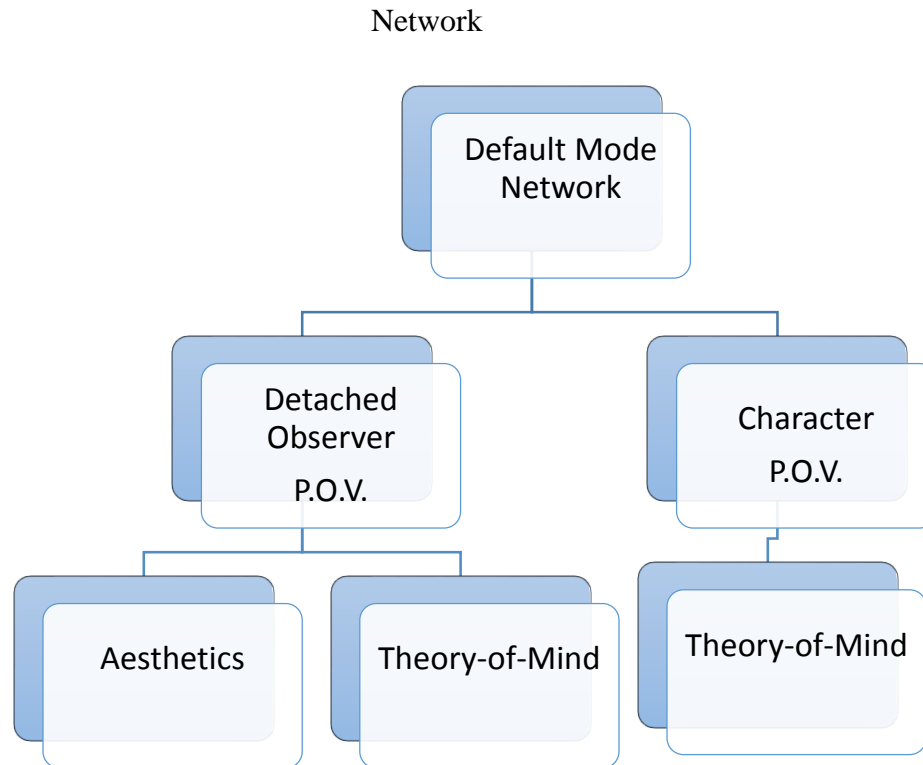 Network
Default Mode
Network
Detached
Observer
P.O.V.
Character
P.O.V.
Aesthetics
Theory-of-Mind
Theory-of-Mind